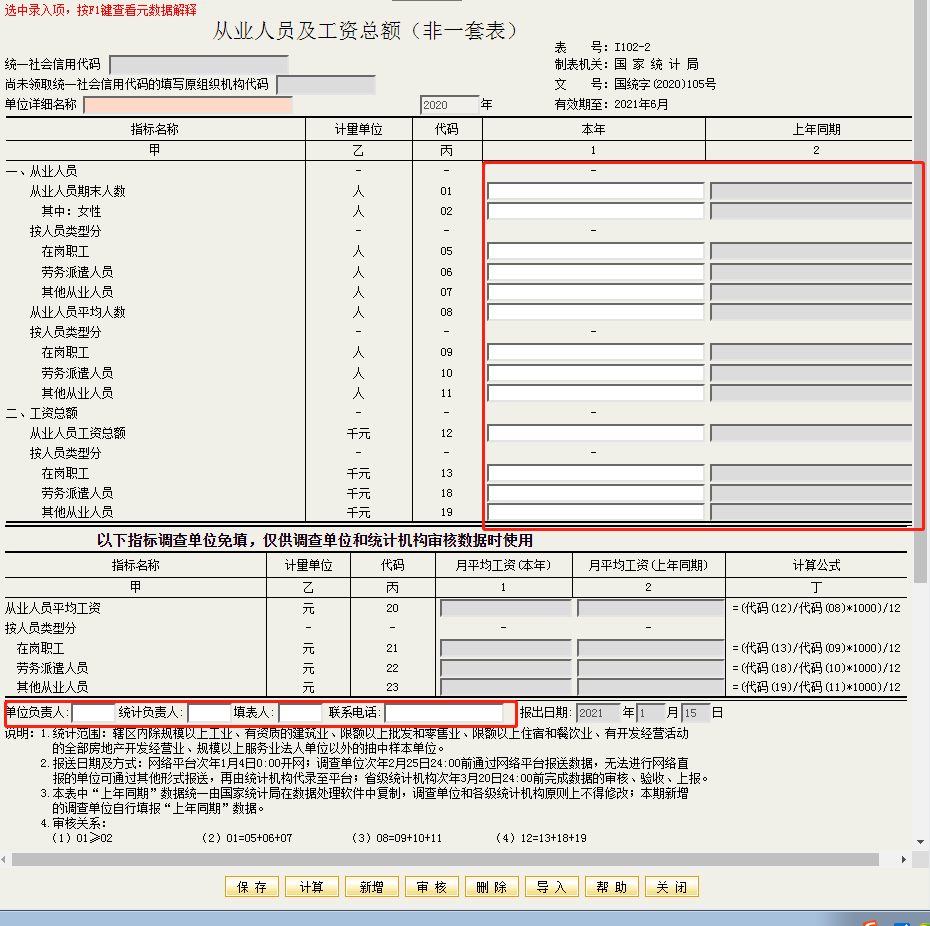 选中录入项，按F1键查看元数据解释
从业人员及工资总额（非一套表）
表 号：I102-2
统一社会信用代码 制表机关：国 家 统 计 局
尚未领取统一社会信用代码的填写原组织机构代码 文 号：国统字(2020)105号
单位详细名称 2020 年 有效期至：2021年6月
指标名称 计量单位 代码 本年 上年同期
甲 乙 丙 1 2
一、从业人员 - - -
从业人员期末人数 人 01
其中：女性 人 02
按人员类型分 - - -
在岗职工 人 05
劳务派遣人员 人 06
其他从业人员 人 07
从业人员平均人数 人 08
按人员类型分 - - -
在岗职工 人 09
劳务派遣人员 人 10
其他从业人员 人 11
二、工资总额 - - -
从业人员工资总额 千元 12
按人员类型分 - - -
在岗职工 千元 13
劳务派遣人员 千元 18
其他从业人员 千元 19
以下指标调查单位免填，仅供调查单位和统计机构审核数据时使用
指标名称 计量单位 代码 月平均工资(本年) 月平均工资(上年同期) 计算公式
甲 乙 丙 1 2 丁
从业人员平均工资 元 20 =(代码(12)/代码(08)*1000)/12
按人员类型分 - - - -
在岗职工 元 21 =(代码(13)/代码(09)*1000)/12
劳务派遣人员 元 22 =(代码(18)/代码(10)*1000)/12
其他从业人员 元 23 =(代码(19)/代码(11)*1000)/12
单位负责人： 统计负责人： 填表人： 联系电话： 报出日期：2021 年 1 月 15 日
说明：1.统计范围：辖区内除规模以上工业、有资质的建筑业、限额以上批发和零售业、限额以上住宿和餐饮业、有开发经营活动
的全部房地产开发经营业、规模以上服务业法人单位以外的抽中样本单位。
2.报送日期及方式：网络平台次年1月4日0:00开网；调查单位次年2月25日24:00前通过网络平台报送数据，无法进行网络直
报的单位可通过其他形式报送，再由统计机构代录至平台；省级统计机构次年3月20日24:00前完成数据的审核、验收、上报。
3.本表中“上年同期”数据统一由国家统计局在数据处理软件中复制，调查单位和各级统计机构原则上不得修改；本期新增
的调查单位自行填报“上年同期”数据。
4.审核关系：
（1）01≥02 （2）01=05+06+07 （3）08=09+10+11 （4）12=13+18+19
保 存 计算 新增 审 核 删 除 导 入 帮 助 关 闭